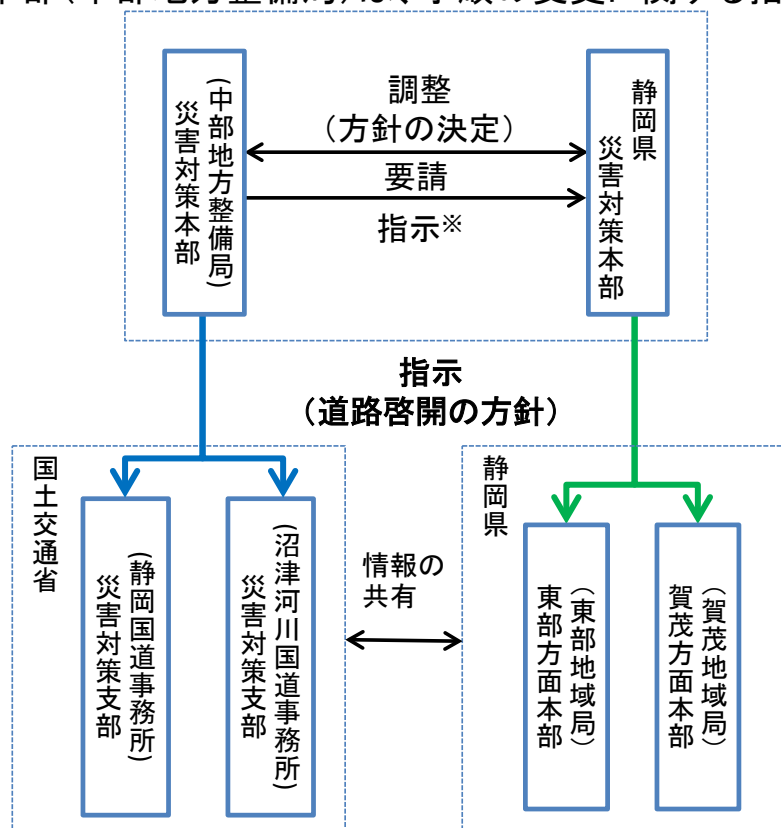 本部(中部地方整備局)は、手順の変更に関する指
災害対策本部
(中部地方整備局)
調整
(方針の決定)
要請
指示※
静岡県
災害対策本部
指示
(道路啓開の方針)
国土交通省
災害対策支部
(静岡国道事務所)
災害対策支部
(沼津河川国道事務所)
情報の
共有
静岡県
東部方面本部
(東部地域局)
賀茂方面本部
(賀茂地域局)